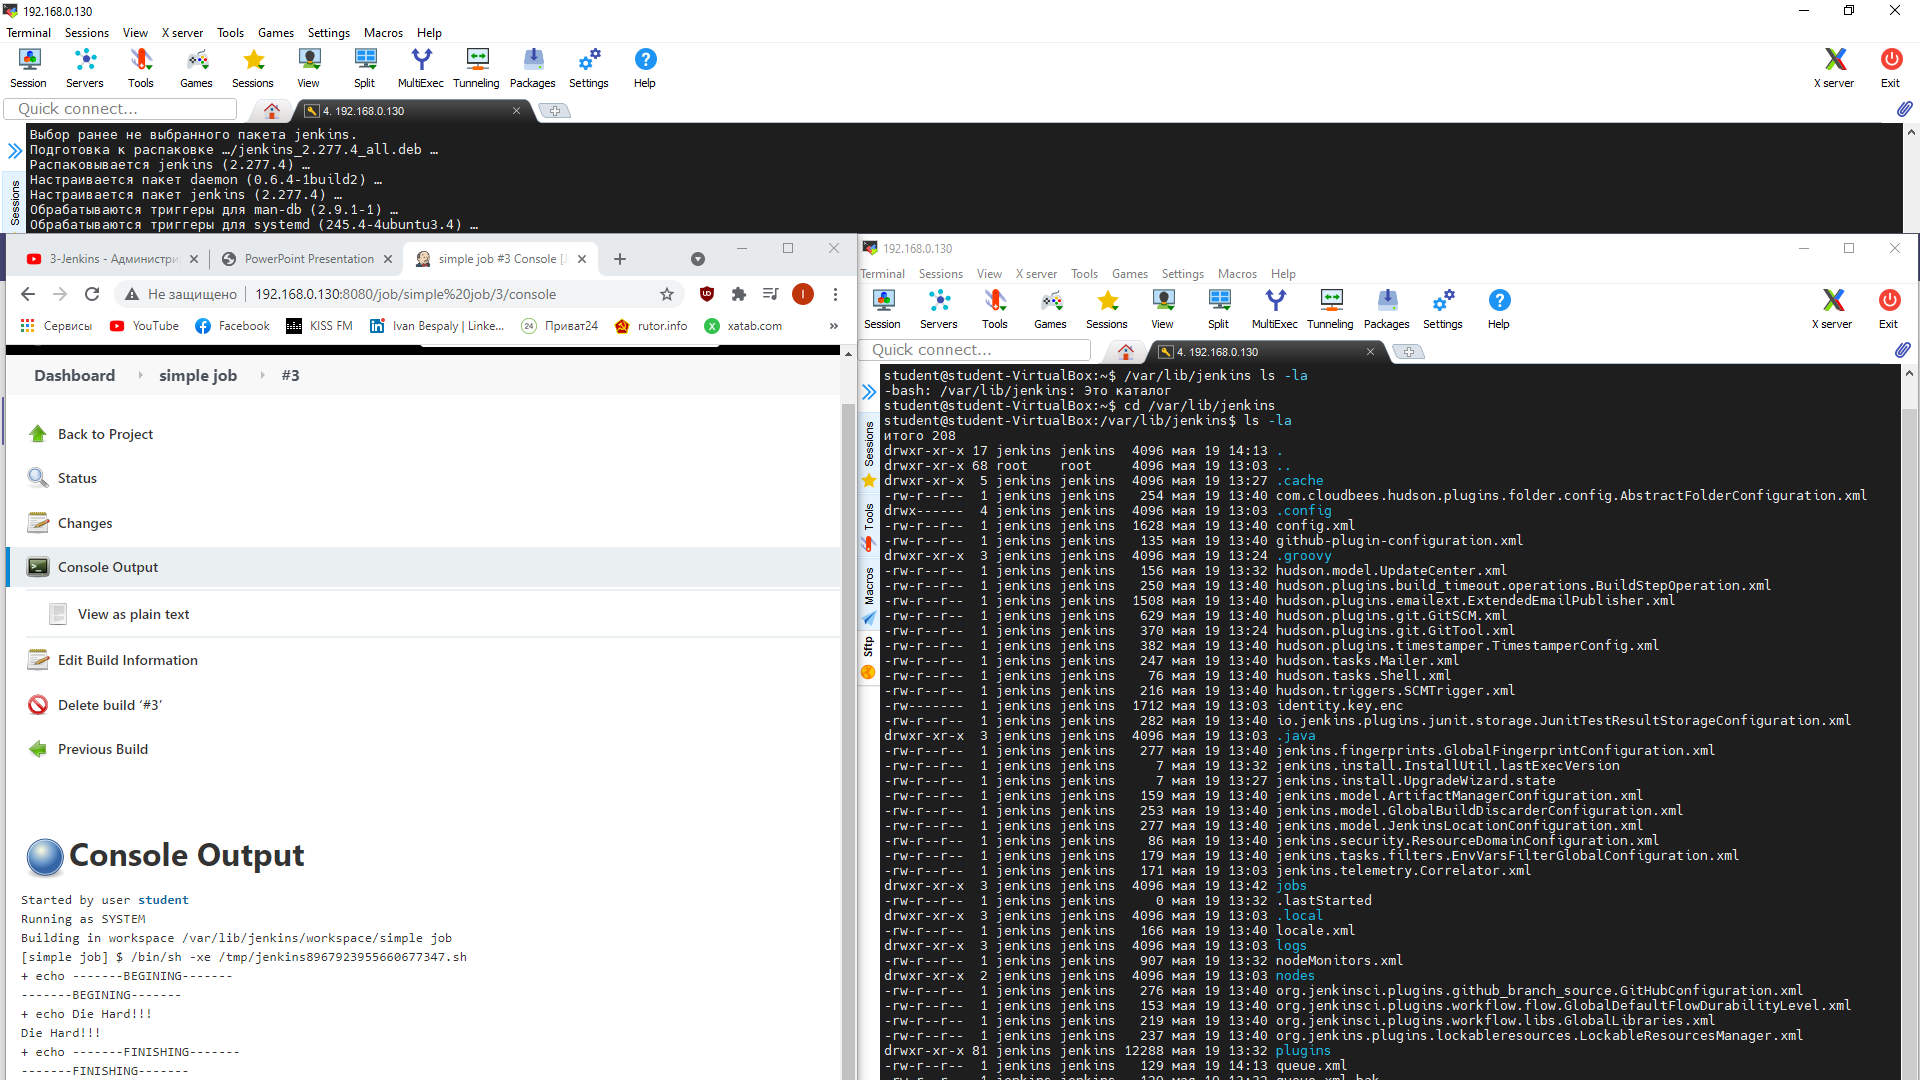 192.168.0.130
Terminal Sessions View X server Tools Games Settings Macros Help
Session Servers Tools Games Sessions View Split MultiExec Tunneling Packages Settings Help X server Exit
Quick connect...
4. 192.168.0.130
Sessions
Выбор ранее не выбранного пакета jenkins.
Подготовка к распаковке …/jenkins_2.277.4_all.deb …
Распаковывается jenkins (2.277.4) …
Настраивается пакет daemon (0.6.4-1build2) …
Настраивается пакет jenkins (2.277.4) …
Обрабатываются триггеры для man-db (2.9.1-1) …
Обрабатываются триггеры для systemd (245.4-4ubuntu3.4) …
3-Jenkins - Администри
PowerPoint Presentation
simple job #3 Console [J
Не защищено 192.168.0.130:8080/job/simple%20job/3/console
Сервисы YouTube Facebook KISS FM Ivan Bespaly | Linke... 24 Приват24 rutor.info xatab.com »
Dashboard simple job #3
Back to Project
Status
Changes
Console Output
View as plain text
Edit Build Information
Delete build ‘#3’
Previous Build
Console Output
Started by user student
Running as SYSTEM
Building in workspace /var/lib/jenkins/workspace/simple job
[simple job] $ /bin/sh -xe /tmp/jenkins8967923955660677347.sh
+ echo -------BEGINING-------
-------BEGINING-------
+ echo Die Hard!!!
Die Hard!!!
+ echo -------FINISHING-------
-------FINISHING-------
192.168.0.130
Terminal Sessions View X server Tools Games Settings Macros Help
Session Servers Tools Games Sessions View Split MultiExec Tunneling Packages Settings Help X server Exit
Quick connect...
4. 192.168.0.130
Sessions
Tools
Macros
Sftp
student@student-VirtualBox:~$ /var/lib/jenkins ls -la
-bash: /var/lib/jenkins: Это каталог
student@student-VirtualBox:~$ cd /var/lib/jenkins
student@student-VirtualBox:/var/lib/jenkins$ ls -la
итого 208
drwxr-xr-x 17 jenkins jenkins 4096 мая 19 14:13 .
drwxr-xr-x 68 root root 4096 мая 19 13:03 ..
drwxr-xr-x 5 jenkins jenkins 4096 мая 19 13:27 .cache
-rw-r--r-- 1 jenkins jenkins 254 мая 19 13:40 com.cloudbees.hudson.plugins.folder.config.AbstractFolderConfiguration.xml
drwx------ 4 jenkins jenkins 4096 мая 19 13:03 .config
-rw-r--r-- 1 jenkins jenkins 1628 мая 19 13:40 config.xml
-rw-r--r-- 1 jenkins jenkins 135 мая 19 13:40 github-plugin-configuration.xml
drwxr-xr-x 3 jenkins jenkins 4096 мая 19 13:24 .groovy
-rw-r--r-- 1 jenkins jenkins 156 мая 19 13:32 hudson.model.UpdateCenter.xml
-rw-r--r-- 1 jenkins jenkins 250 мая 19 13:40 hudson.plugins.build_timeout.operations.BuildStepOperation.xml
-rw-r--r-- 1 jenkins jenkins 1508 мая 19 13:40 hudson.plugins.emailext.ExtendedEmailPublisher.xml
-rw-r--r-- 1 jenkins jenkins 629 мая 19 13:40 hudson.plugins.git.GitSCM.xml
-rw-r--r-- 1 jenkins jenkins 370 мая 19 13:24 hudson.plugins.git.GitTool.xml
-rw-r--r-- 1 jenkins jenkins 382 мая 19 13:40 hudson.plugins.timestamper.TimestamperConfig.xml
-rw-r--r-- 1 jenkins jenkins 247 мая 19 13:40 hudson.tasks.Mailer.xml
-rw-r--r-- 1 jenkins jenkins 76 мая 19 13:40 hudson.tasks.Shell.xml
-rw-r--r-- 1 jenkins jenkins 216 мая 19 13:40 hudson.triggers.SCMTrigger.xml
-rw------- 1 jenkins jenkins 1712 мая 19 13:03 identity.key.enc
-rw-r--r-- 1 jenkins jenkins 282 мая 19 13:40 io.jenkins.plugins.junit.storage.JunitTestResultStorageConfiguration.xml
drwxr-xr-x 3 jenkins jenkins 4096 мая 19 13:03 .java
-rw-r--r-- 1 jenkins jenkins 277 мая 19 13:40 jenkins.fingerprints.GlobalFingerprintConfiguration.xml
-rw-r--r-- 1 jenkins jenkins 7 мая 19 13:32 jenkins.install.InstallUtil.lastExecVersion
-rw-r--r-- 1 jenkins jenkins 7 мая 19 13:27 jenkins.install.UpgradeWizard.state
-rw-r--r-- 1 jenkins jenkins 159 мая 19 13:40 jenkins.model.ArtifactManagerConfiguration.xml
-rw-r--r-- 1 jenkins jenkins 253 мая 19 13:40 jenkins.model.GlobalBuildDiscarderConfiguration.xml
-rw-r--r-- 1 jenkins jenkins 277 мая 19 13:40 jenkins.model.JenkinsLocationConfiguration.xml
-rw-r--r-- 1 jenkins jenkins 86 мая 19 13:40 jenkins.security.ResourceDomainConfiguration.xml
-rw-r--r-- 1 jenkins jenkins 179 мая 19 13:40 jenkins.tasks.filters.EnvVarsFilterGlobalConfiguration.xml
-rw-r--r-- 1 jenkins jenkins 171 мая 19 13:03 jenkins.telemetry.Correlator.xml
drwxr-xr-x 3 jenkins jenkins 4096 мая 19 13:42 jobs
-rw-r--r-- 1 jenkins jenkins 0 мая 19 13:32 .lastStarted
drwxr-xr-x 3 jenkins jenkins 4096 мая 19 13:03 .local
-rw-r--r-- 1 jenkins jenkins 166 мая 19 13:40 locale.xml
drwxr-xr-x 3 jenkins jenkins 4096 мая 19 13:03 logs
-rw-r--r-- 1 jenkins jenkins 907 мая 19 13:32 nodeMonitors.xml
drwxr-xr-x 2 jenkins jenkins 4096 мая 19 13:03 nodes
-rw-r--r-- 1 jenkins jenkins 276 мая 19 13:40 org.jenkinsci.plugins.github_branch_source.GitHubConfiguration.xml
-rw-r--r-- 1 jenkins jenkins 153 мая 19 13:40 org.jenkinsci.plugins.workflow.flow.GlobalDefaultFlowDurabilityLevel.xml
-rw-r--r-- 1 jenkins jenkins 219 мая 19 13:40 org.jenkinsci.plugins.workflow.libs.GlobalLibraries.xml
-rw-r--r-- 1 jenkins jenkins 237 мая 19 13:40 org.jenkins.plugins.lockableresources.LockableResourcesManager.xml
drwxr-xr-x 81 jenkins jenkins 12288 мая 19 13:32 plugins
-rw-r--r-- 1 jenkins jenkins 129 мая 19 14:13 queue.xml